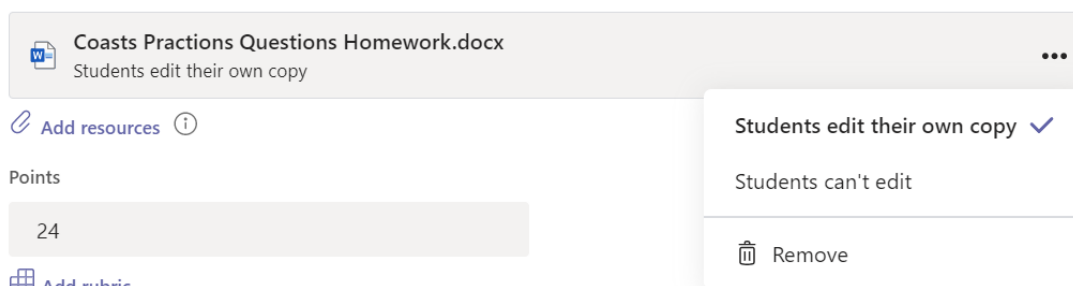 Coasts Practions Questions Homework.docx
Students edit their own copy
Add resources
Students edit their own copy
Students can't edit
Remove
Points
24
Add rubric